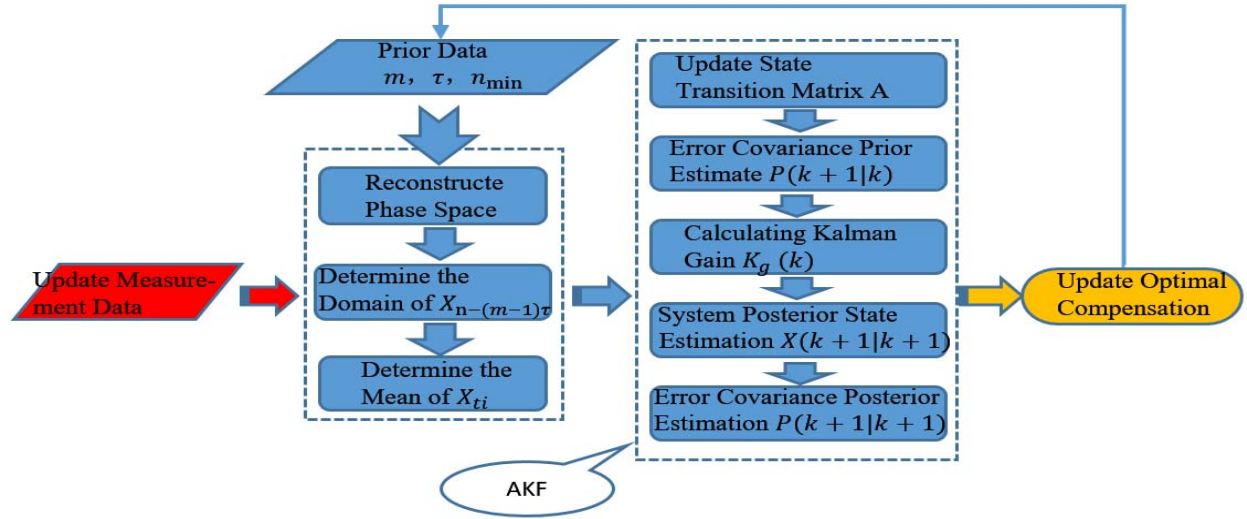 Prior Data
m, τ, n_min
Reconstructe
Phase Space
Determine the
Domain of X_{n−(m−1)τ}
Determine the
Mean of X_{ti}
Update Measure-
ment Data
Update State
Transition Matrix A
Error Covariance Prior
Estimate P(k + 1|k)
Calculating Kalman
Gain K_g (k)
System Posterior State
Estimation X(k + 1|k + 1)
Error Covariance Posterior
Estimation P(k + 1|k + 1)
AKF
Update Optimal
Compensation